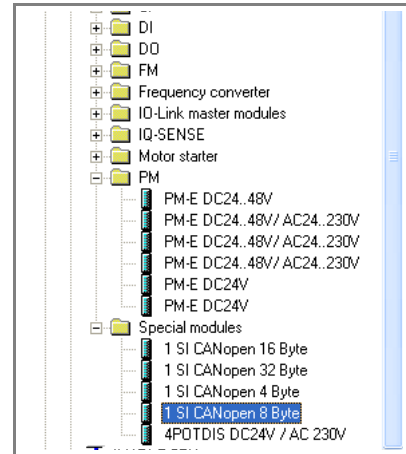 DI
DO
FM
Frequency converter
IO-Link master modules
IQ-SENSE
Motor starter
PM
PM-E DC24..48V
PM-E DC24..48V/ AC24..230V
PM-E DC24..48V/ AC24..230V
PM-E DC24..48V/ AC24..230V
PM-E DC24V
PM-E DC24V
Special modules
1 SI CANopen 16 Byte
1 SI CANopen 32 Byte
1 SI CANopen 4 Byte
1 SI CANopen 8 Byte
4POTDIS DC24V / AC 230V